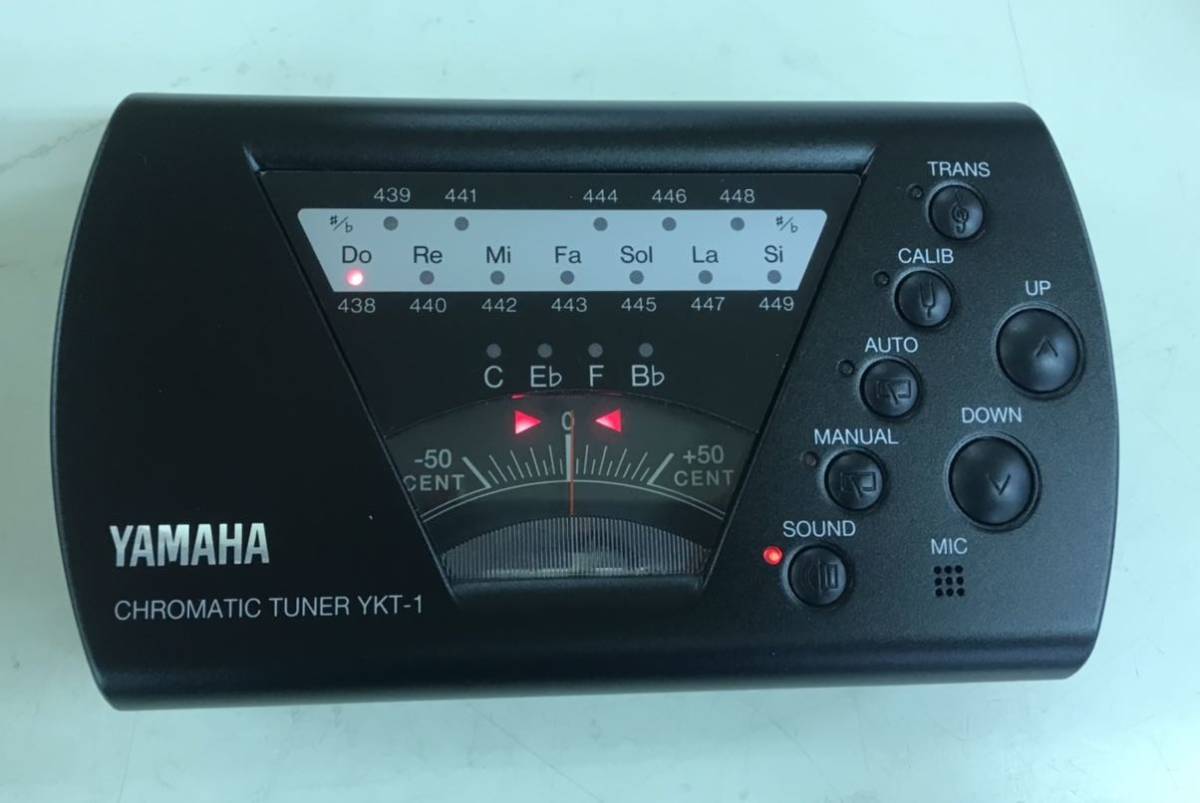 TRANS
439 441 444 446 448
♯/♭ ♯/♭
Do Re Mi Fa Sol La Si
438 440 442 443 445 447 449
CALIB
UP
AUTO
C E♭ F B♭
DOWN
MANUAL
0
-50 +50
CENT CENT
SOUND
MIC
YAMAHA
CHROMATIC TUNER YKT-1